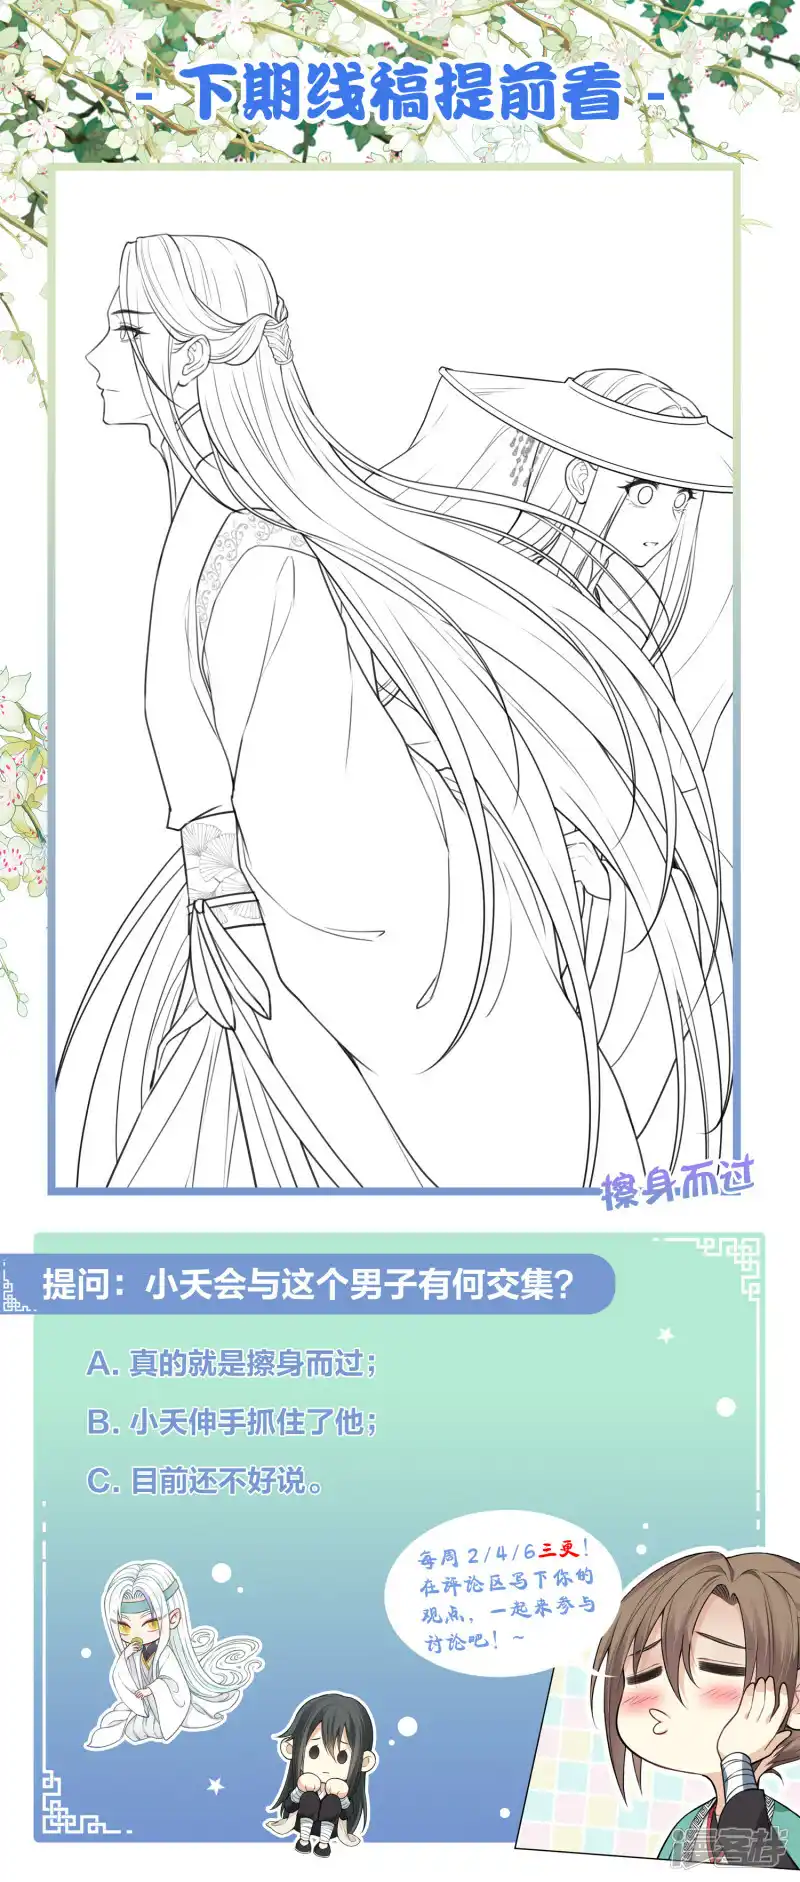 - 下期线稿提前看 -
擦身而过
提问：小夭会与这个男子有何交集？
A. 真的就是擦身而过；
B. 小夭伸手抓住了他；
C. 目前还不好说。
每周 2/4/6三更！
在评论区写下你的
观点，一起来参与
讨论吧！~
漫客栈